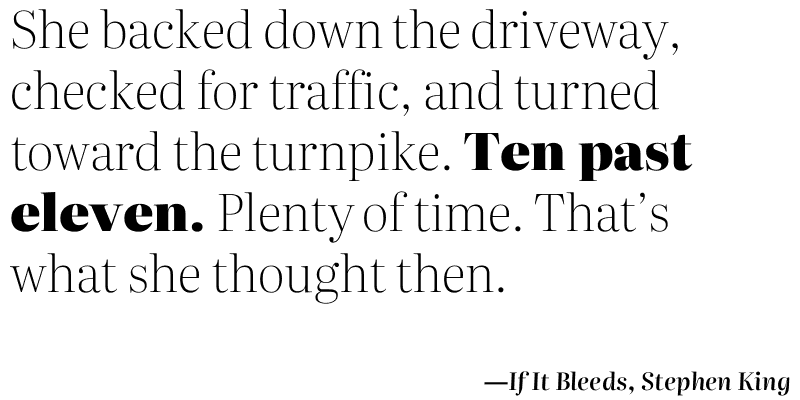 She backed down the driveway,
checked for traffic, and turned
toward the turnpike. Ten past
eleven. Plenty of time. That’s
what she thought then.
—If It Bleeds, Stephen King